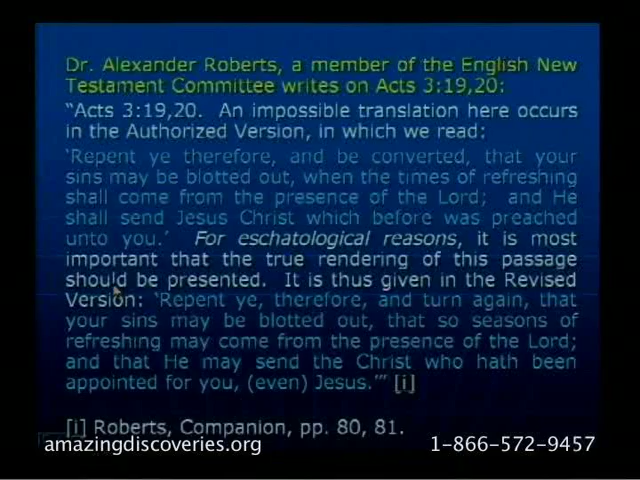 Dr. Alexander Roberts, a member of the English New
Testament Committee writes on Acts 3:19,20:
“Acts 3:19,20. An impossible translation here occurs
in the Authorized Version, in which we read:
‘Repent ye therefore, and be converted, that your
sins may be blotted out, when the times of refreshing
shall come from the presence of the Lord; and He
shall send Jesus Christ which before was preached
unto you.’ For eschatological reasons, it is most
important that the true rendering of this passage
should be presented. It is thus given in the Revised
Version: ‘Repent ye, therefore, and turn again, that
your sins may be blotted out, that so seasons of
refreshing may come from the presence of the Lord;
and that He may send the Christ who hath been
appointed for you, (even) Jesus.’” [i]
[i] Roberts, Companion, pp. 80, 81.
amazingdiscoveries.org 1-866-572-9457